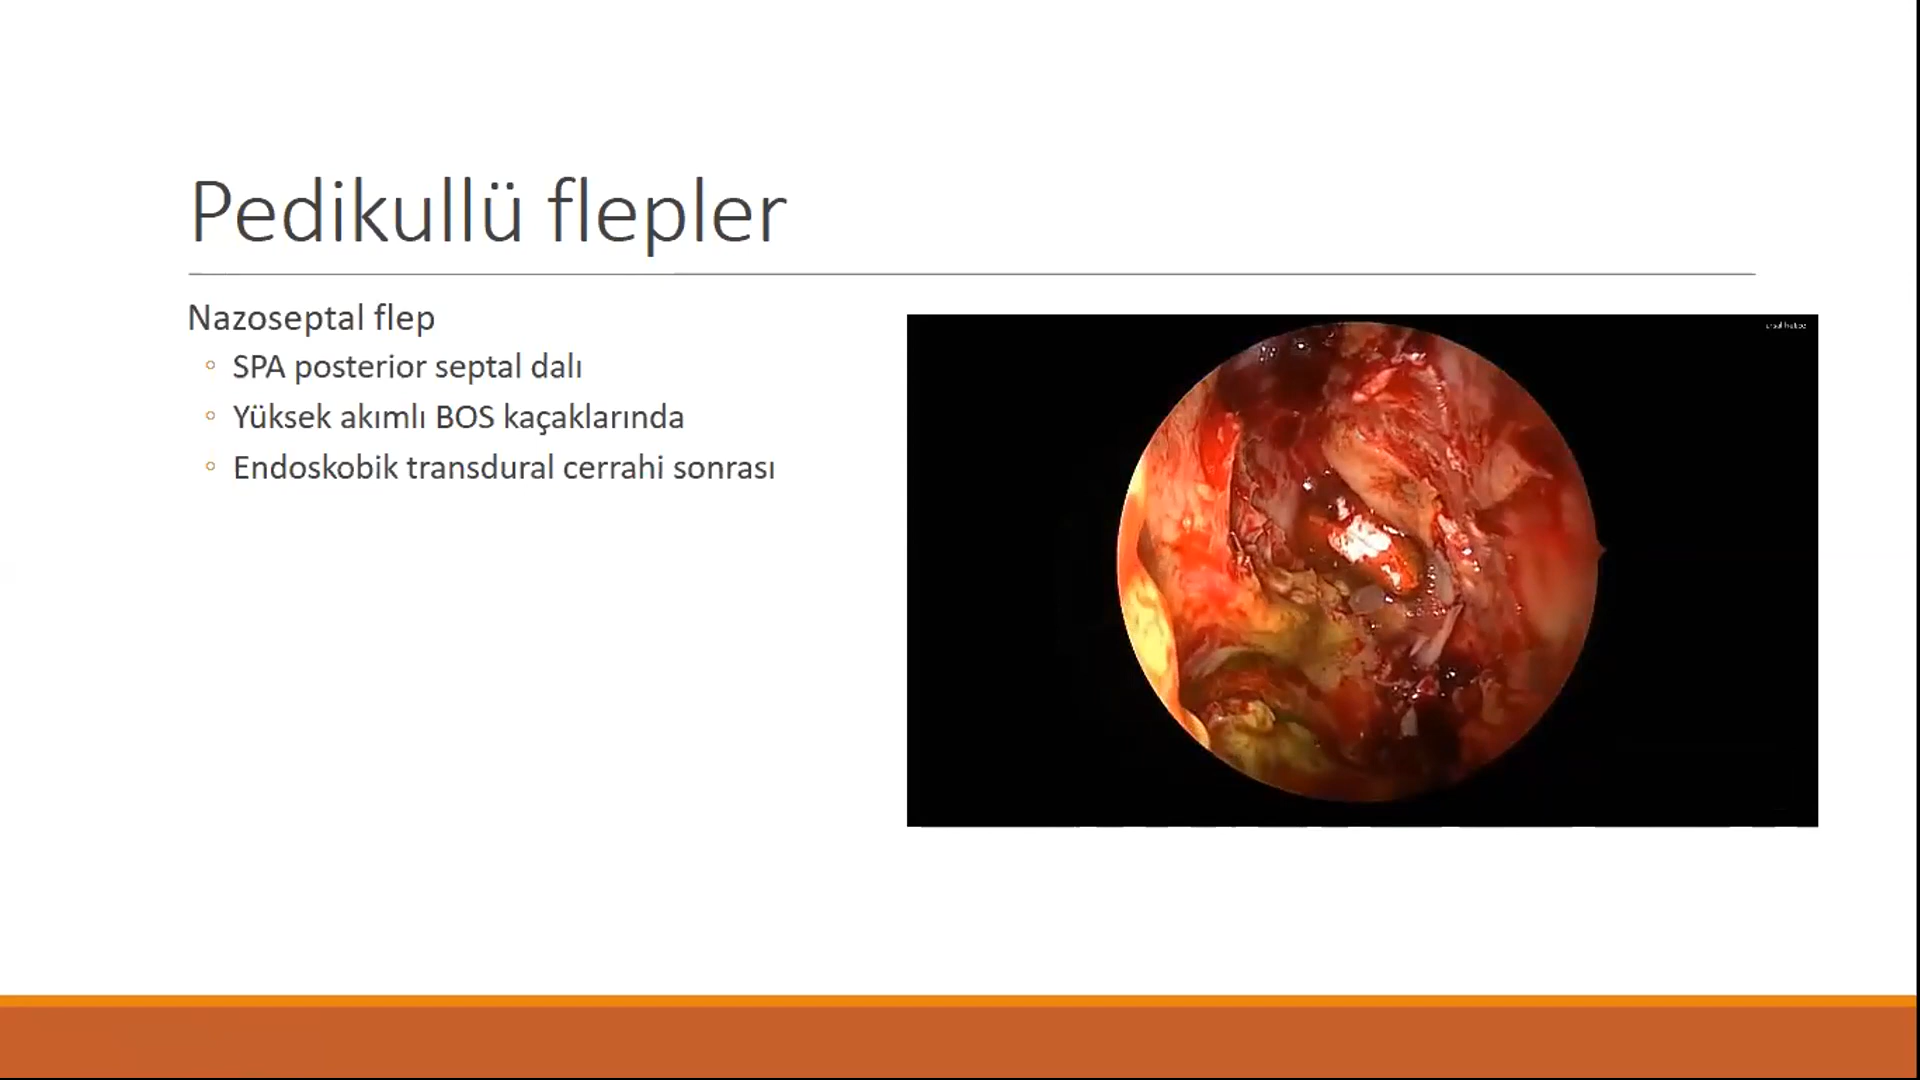 Pedikullü flepler
Nazoseptal flep
SPA posterior septal dalı
Yüksek akımlı BOS kaçaklarında
Endoskobik transdural cerrahi sonrası